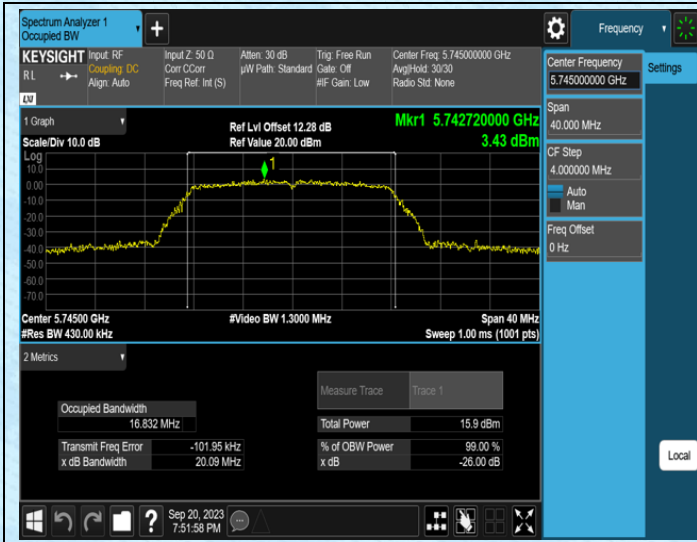 Spectrum Analyzer 1
Occupied BW
Frequency
KEYSIGHT
RL
LXI
Input: RF
Coupling: DC
Align: Auto
Input Z: 50 Ω
Corr CCorr
Freq Ref: Int (S)
Atten: 30 dB
µW Path: Standard
Trig: Free Run
Gate: Off
#IF Gain: Low
Center Freq: 5.745000000 GHz
Avg|Hold: 30/30
Radio Std: None
Center Frequency
5.745000000 GHz
Settings
Span
40.000 MHz
CF Step
4.000000 MHz
Auto
Man
Freq Offset
0 Hz
Local
1 Graph
Scale/Div 10.0 dB
Ref Lvl Offset 12.28 dB
Ref Value 20.00 dBm
Mkr1 5.742720000 GHz
3.43 dBm
Log
10.0
0.00
-10.0
-20.0
-30.0
-40.0
-50.0
-60.0
-70.0
1
Center 5.74500 GHz
#Res BW 430.00 kHz
#Video BW 1.3000 MHz
Span 40 MHz
Sweep 1.00 ms (1001 pts)
2 Metrics
Measure Trace Trace 1
Occupied Bandwidth
16.832 MHz
Total Power 15.9 dBm
Transmit Freq Error -101.95 kHz
% of OBW Power 99.00 %
x dB Bandwidth 20.09 MHz
x dB -26.00 dB
?
Sep 20, 2023
7:51:58 PM